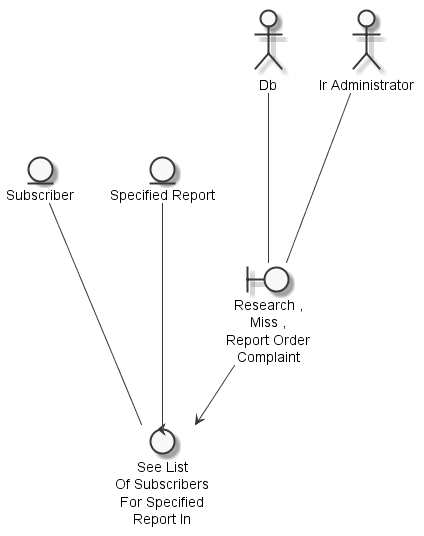 Db
Ir Administrator
Subscriber
Specified Report
Research ,
Miss ,
Report Order
Complaint
See List
Of Subscribers
For Specified
Report In